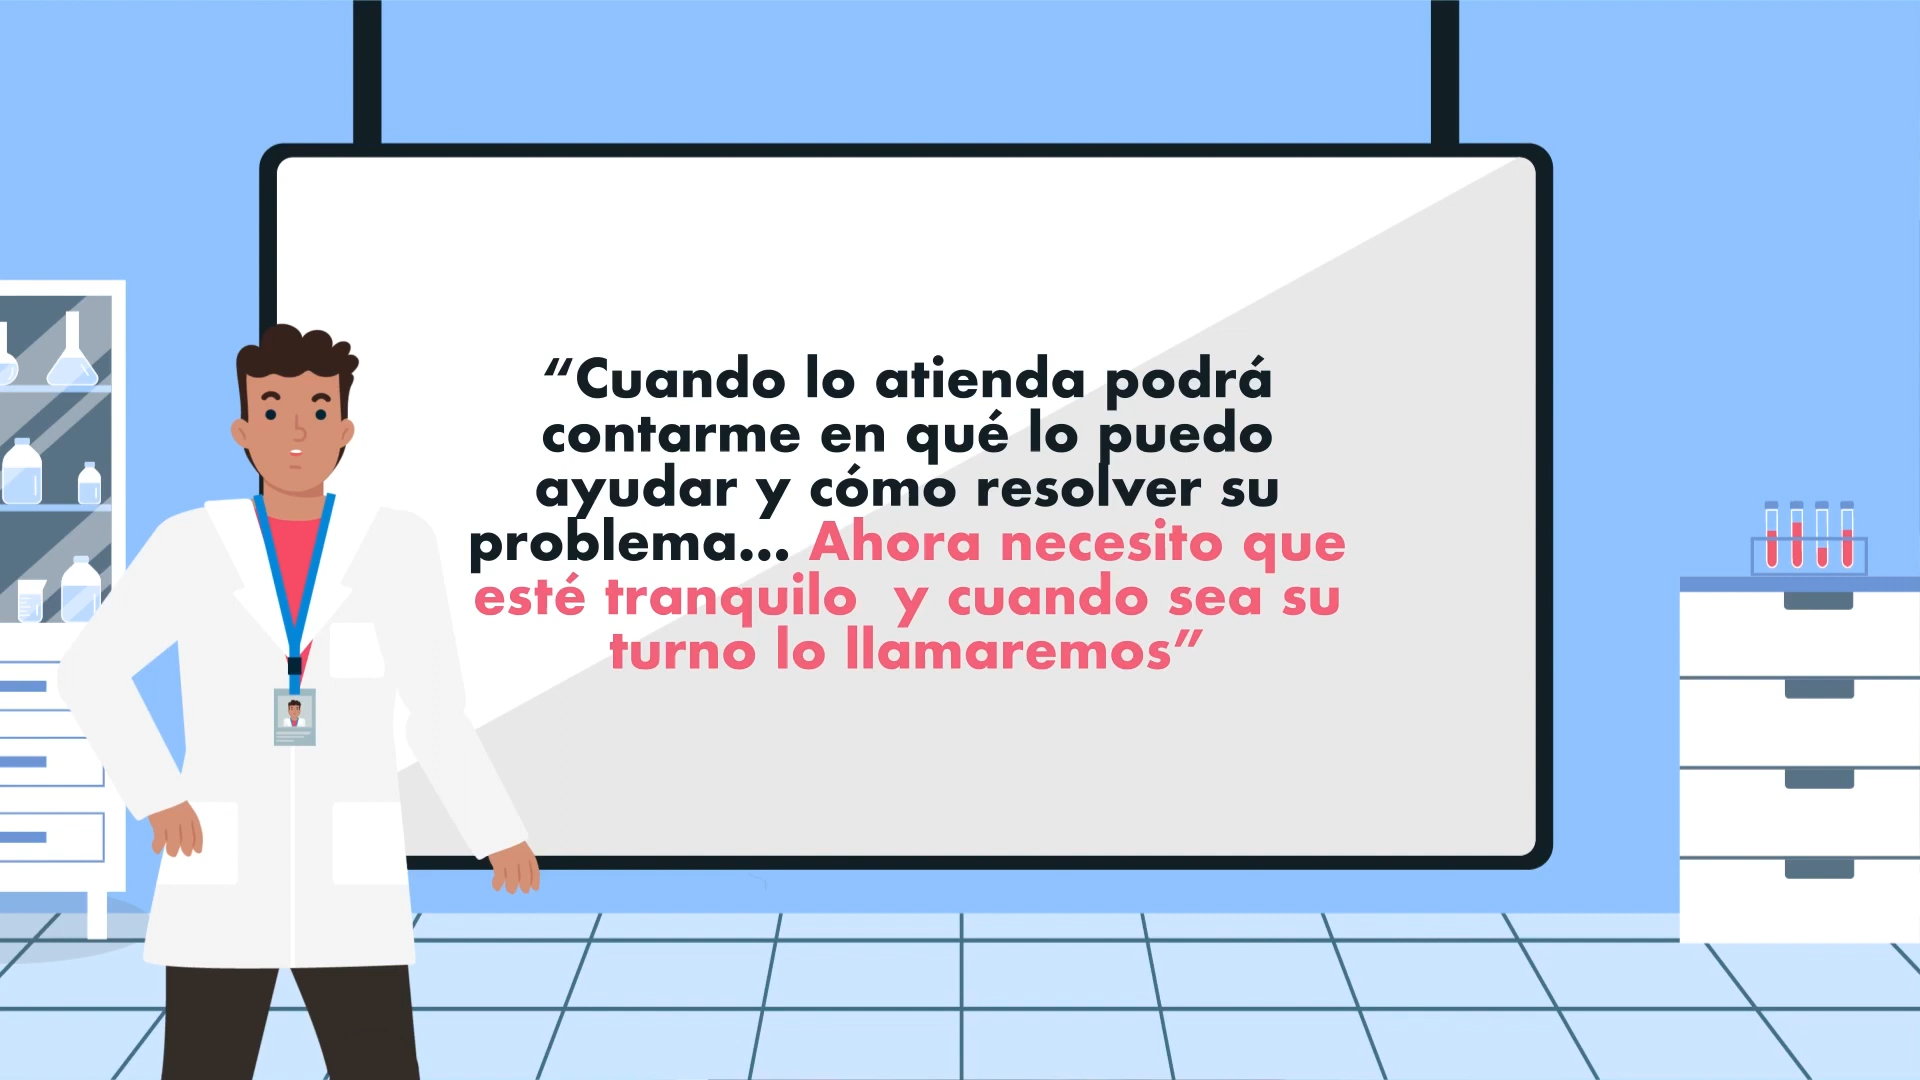 “Cuando lo atienda podrá
contarme en qué lo puedo
ayudar y cómo resolver su
problema... Ahora necesito que
esté tranquilo  y cuando sea su
turno lo llamaremos”